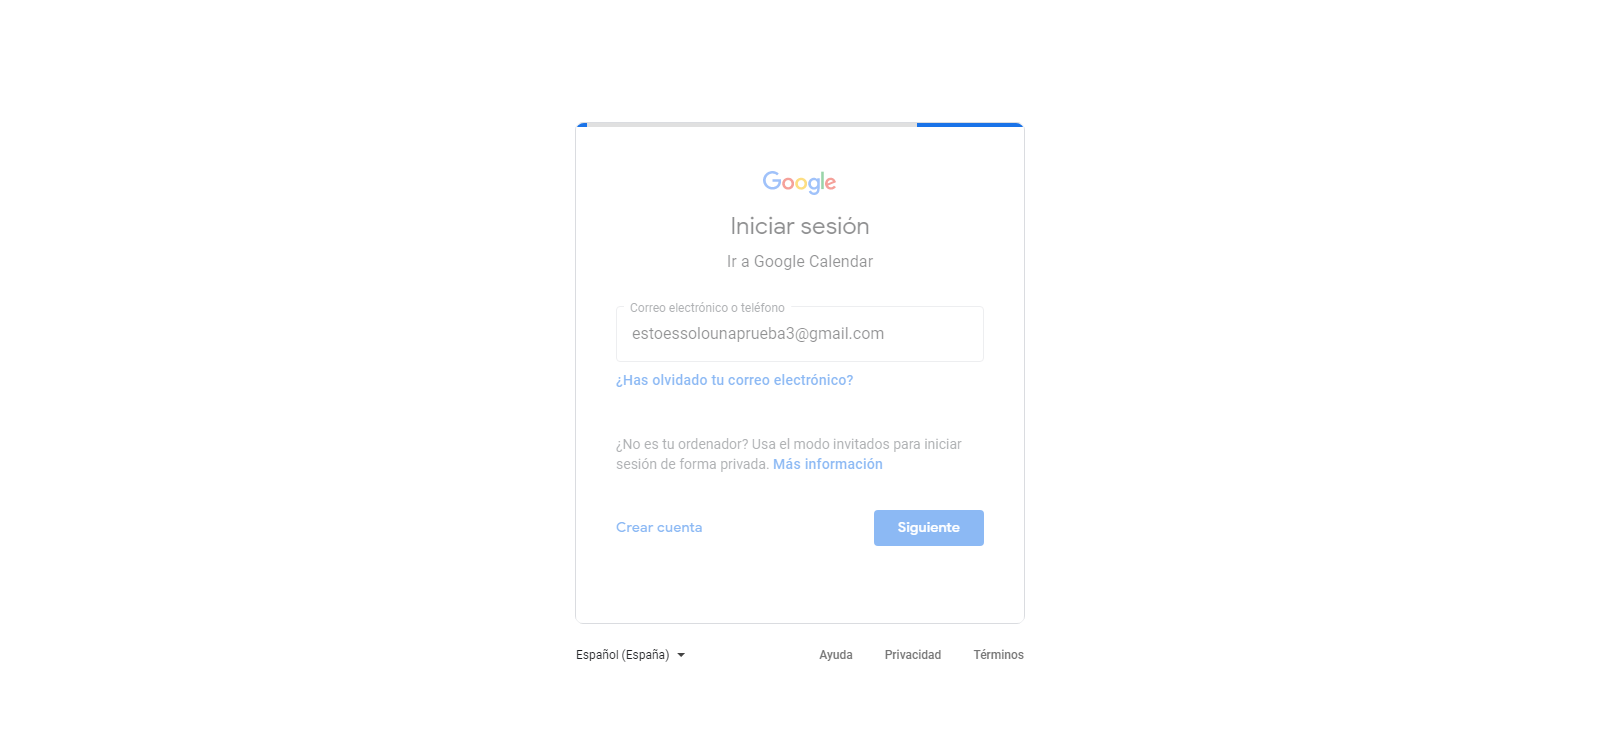 Google
Iniciar sesión
Ir a Google Calendar
Correo electrónico o teléfono
estoessolounaprueba3@gmail.com
¿Has olvidado tu correo electrónico?
¿No es tu ordenador? Usa el modo invitados para iniciar
sesión de forma privada. Más información
Crear cuenta Siguiente
Español (España) Ayuda Privacidad Términos